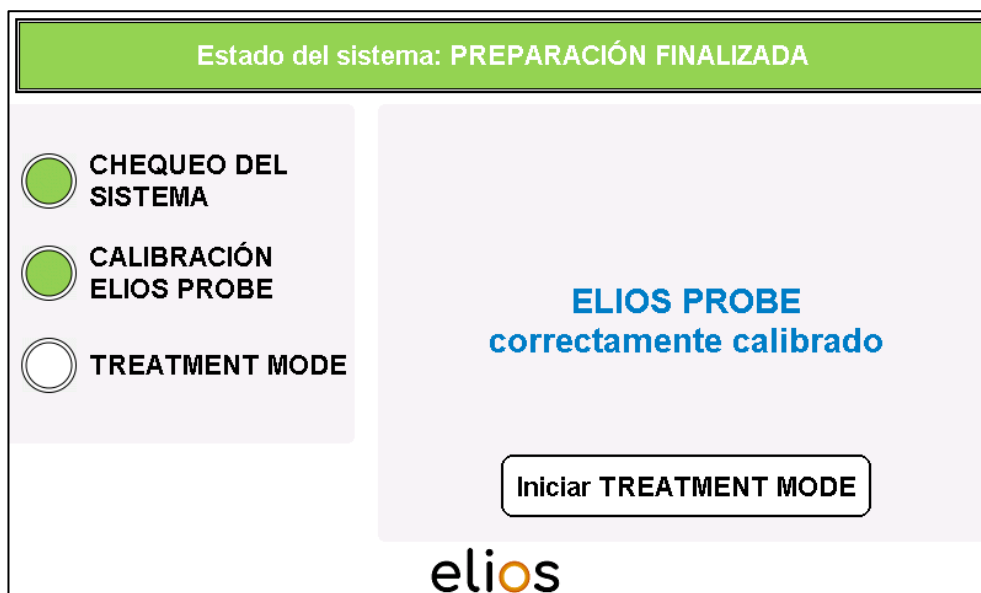 Estado del sistema: PREPARACIÓN FINALIZADA
CHEQUEO DEL
SISTEMA
CALIBRACIÓN
ELIOS PROBE
TREATMENT MODE
ELIOS PROBE
correctamente calibrado
Iniciar TREATMENT MODE
elios